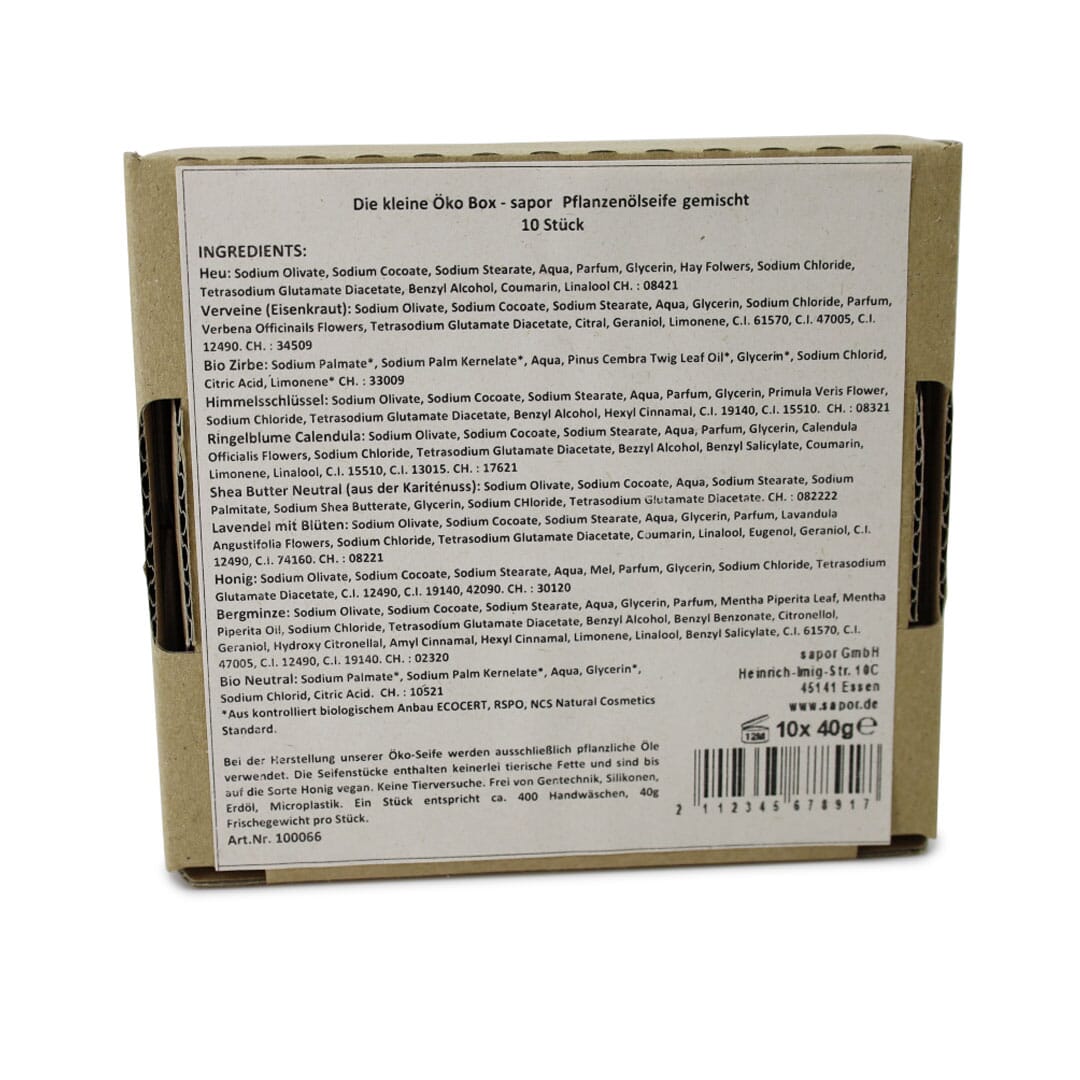 Die kleine Öko Box - sapor Pflanzenölseife gemischt
10 Stück
INGREDIENTS:
Heu: Sodium Olivate, Sodium Cocoate, Sodium Stearate, Aqua, Parfum, Glycerin, Hay Folwers, Sodium Chloride,
Tetrasodium Glutamate Diacetate, Benzyl Alcohol, Coumarin, Linalool CH. : 08421
Verveine (Eisenkraut): Sodium Olivate, Sodium Cocoate, Sodium Stearate, Aqua, Glycerin, Sodium Chloride, Parfum,
Verbena Officinails Flowers, Tetrasodium Glutamate Diacetate, Citral, Geraniol, Limonene, C.I. 61570, C.I. 47005, C.I.
12490. CH. : 34509
Bio Zirbe: Sodium Palmate*, Sodium Palm Kernelate*, Aqua, Pinus Cembra Twig Leaf Oil*, Glycerin*, Sodium Chlorid,
Citric Acid, Limonene* CH. : 33009
Himmelsschlüssel: Sodium Olivate, Sodium Cocoate, Sodium Stearate, Aqua, Parfum, Glycerin, Primula Veris Flower,
Sodium Chloride, Tetrasodium Glutamate Diacetate, Benzyl Alcohol, Hexyl Cinnamal, C.I. 19140, C.I. 15510. CH. : 08321
Ringelblume Calendula: Sodium Olivate, Sodium Cocoate, Sodium Stearate, Aqua, Parfum, Glycerin, Calendula
Officialis Flowers, Sodium Chloride, Tetrasodium Glutamate Diacetate, Bezzyl Alcohol, Benzyl Salicylate, Coumarin,
Limonene, Linalool, C.I. 15510, C.I. 13015. CH. : 17621
Shea Butter Neutral (aus der Kariténuss): Sodium Olivate, Sodium Cocoate, Aqua, Sodium Stearate, Sodium
Palmitate, Sodium Shea Butterate, Glycerin, Sodium CHloride, Tetrasodium Glutamate Diacetate. CH. : 082222
Lavendel mit Blüten: Sodium Olivate, Sodium Cocoate, Sodium Stearate, Aqua, Glycerin, Parfum, Lavandula
Angustifolia Flowers, Sodium Chloride, Tetrasodium Glutamate Diacetate, Coumarin, Linalool, Eugenol, Geraniol, C.I.
12490, C.I. 74160. CH. : 08221
Honig: Sodium Olivate, Sodium Cocoate, Sodium Stearate, Aqua, Mel, Parfum, Glycerin, Sodium Chloride, Tetrasodium
Glutamate Diacetate, C.I. 12490, C.I. 19140, 42090. CH. : 30120
Bergminze: Sodium Olivate, Sodium Cocoate, Sodium Stearate, Aqua, Glycerin, Parfum, Mentha Piperita Leaf, Mentha
Piperita Oil, Sodium Chloride, Tetrasodium Glutamate Diacetate, Benzyl Alcohol, Benzyl Benzonate, Citronellol,
Geraniol, Hydroxy Citronellal, Amyl Cinnamal, Hexyl Cinnamal, Limonene, Linalool, Benzyl Salicylate, C.I. 61570, C.I.
47005, C.I. 12490, C.I. 19140. CH. : 02320
Bio Neutral: Sodium Palmate*, Sodium Palm Kernelate*, Aqua, Glycerin*,
Sodium Chlorid, Citric Acid. CH. : 10521
*Aus kontrolliert biologischem Anbau ECOCERT, RSPO, NCS Natural Cosmetics
Standard.
sapor GmbH
Heinrich-Imig-Str. 10C
45141 Essen
www.sapor.de
12M 10x 40g℮
Bei der Herstellung unserer Öko-Seife werden ausschließlich pflanzliche Öle
verwendet. Die Seifenstücke enthalten keinerlei tierische Fette und sind bis
auf die Sorte Honig vegan. Keine Tierversuche. Frei von Gentechnik, Silikonen,
Erdöl, Microplastik. Ein Stück entspricht ca. 400 Handwäschen, 40g
Frischegewicht pro Stück.
Art.Nr. 100066
2 112345 678917